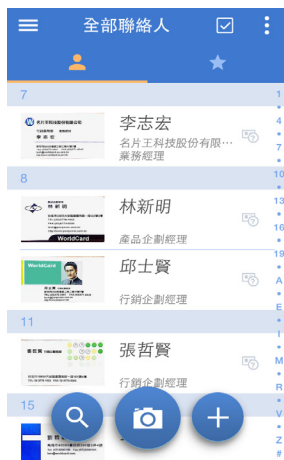 全部聯絡人
7
李志宏
名片王科技股份有限…
業務經理
8
林新明
產品企劃經理
WorldCard
邱士賢
行銷企劃經理
WorldCard
11
張哲賢
行銷企劃經理
15
1
4
7
10
13
16
19
A
E
I
M
R
V
Z
#